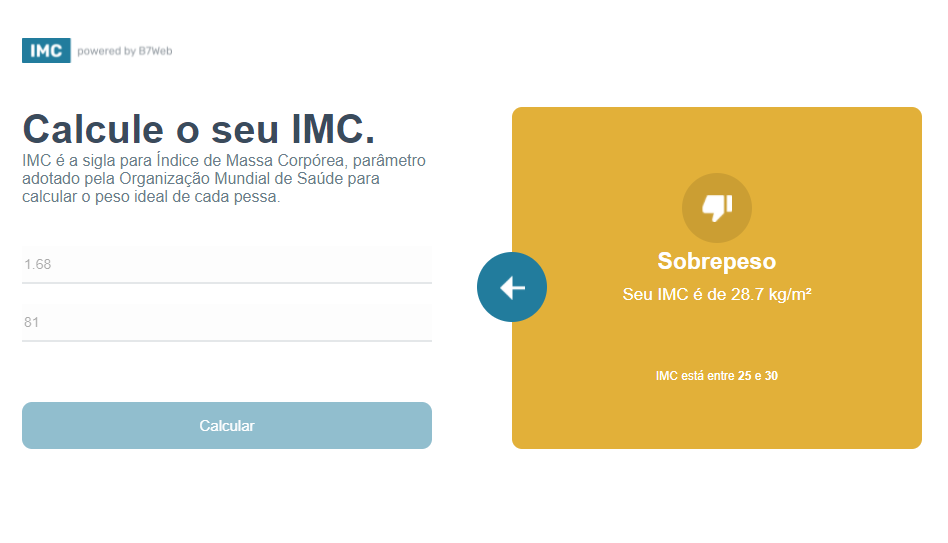 IMC powered by B7Web
Calcule o seu IMC.
IMC é a sigla para Índice de Massa Corpórea, parâmetro
adotado pela Organização Mundial de Saúde para
calcular o peso ideal de cada pessa.
1.68
81
Calcular
Sobrepeso
Seu IMC é de 28.7 kg/m²
IMC está entre 25 e 30